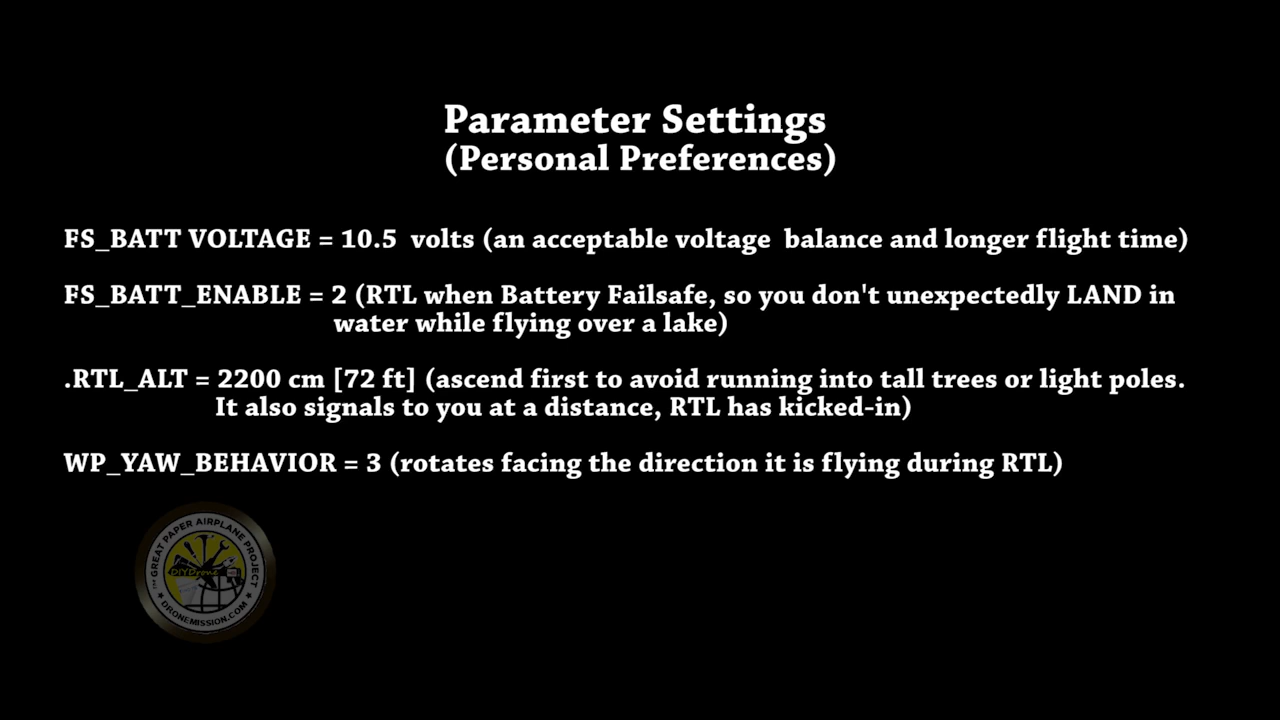 Parameter Settings
(Personal Preferences)
FS_BATT VOLTAGE = 10.5 volts (an acceptable voltage balance and longer flight time)
FS_BATT_ENABLE = 2 (RTL when Battery Failsafe, so you don't unexpectedly LAND in
water while flying over a lake)
.RTL_ALT = 2200 cm [72 ft] (ascend first to avoid running into tall trees or light poles.
It also signals to you at a distance, RTL has kicked-in)
WP_YAW_BEHAVIOR = 3 (rotates facing the direction it is flying during RTL)
GREAT PAPER AIRPLANE PROJECT
DIYDrone
DRONEMISSION.COM